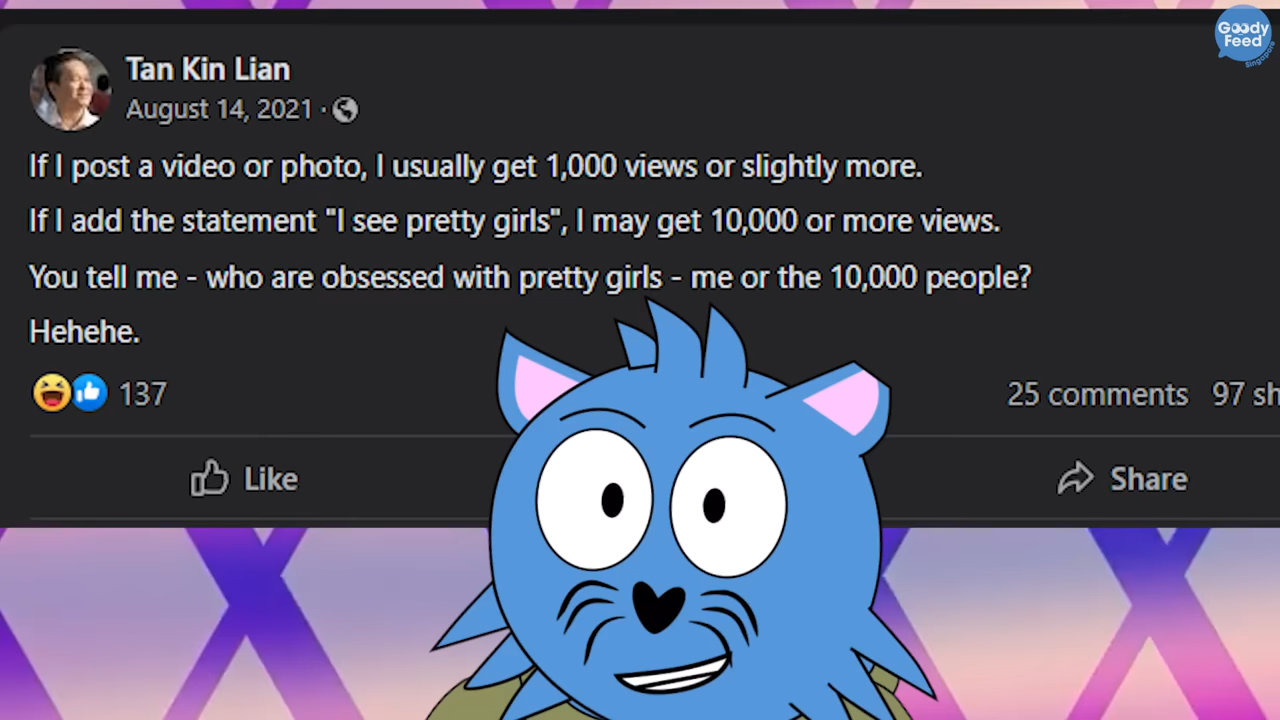 Goody
Feed
Singapore
Tan Kin Lian
August 14, 2021 ·
If I post a video or photo, I usually get 1,000 views or slightly more.
If I add the statement "I see pretty girls", I may get 10,000 or more views.
You tell me - who are obsessed with pretty girls - me or the 10,000 people?
Hehehe.
137
25 comments 97 sh
Like
Share